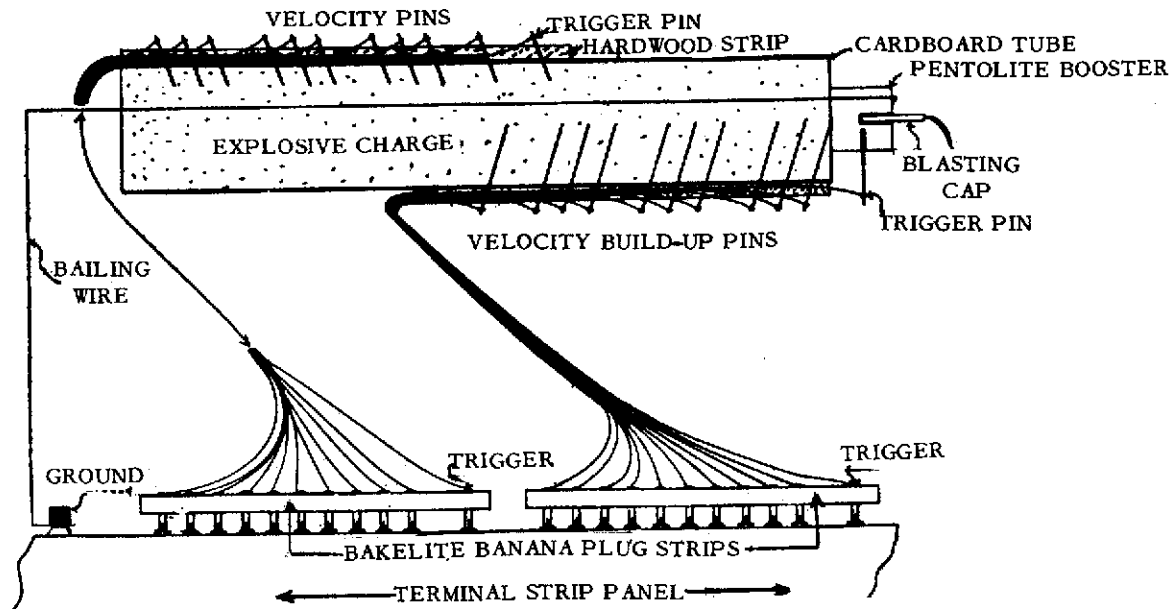 VELOCITY PINS
TRIGGER PIN
HARDWOOD STRIP
CARDBOARD TUBE
PENTOLITE BOOSTER
EXPLOSIVE CHARGE
BLASTING
CAP
TRIGGER PIN
VELOCITY BUILD-UP PINS
BAILING
WIRE
GROUND
TRIGGER
TRIGGER
BAKELITE BANANA PLUG STRIPS
TERMINAL STRIP PANEL